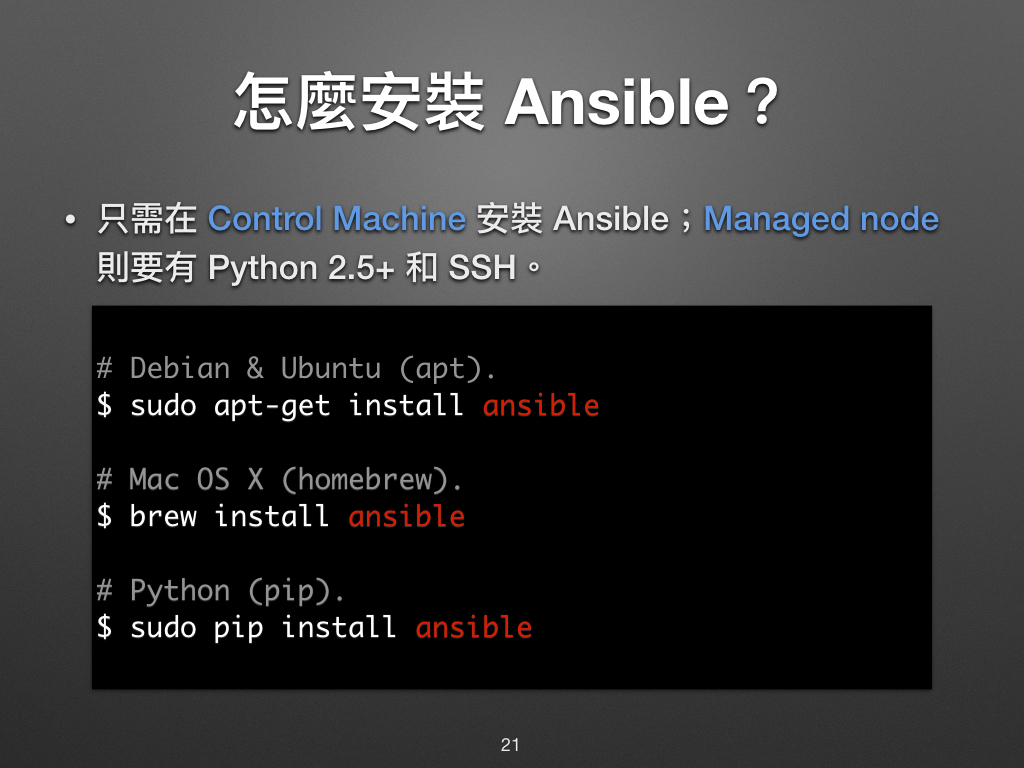 怎麼安裝 Ansible？
• 只需在 Control Machine 安裝 Ansible；Managed node
則要有 Python 2.5+ 和 SSH。
# Debian & Ubuntu (apt).
$ sudo apt-get install ansible
# Mac OS X (homebrew).
$ brew install ansible
# Python (pip).
$ sudo pip install ansible
21